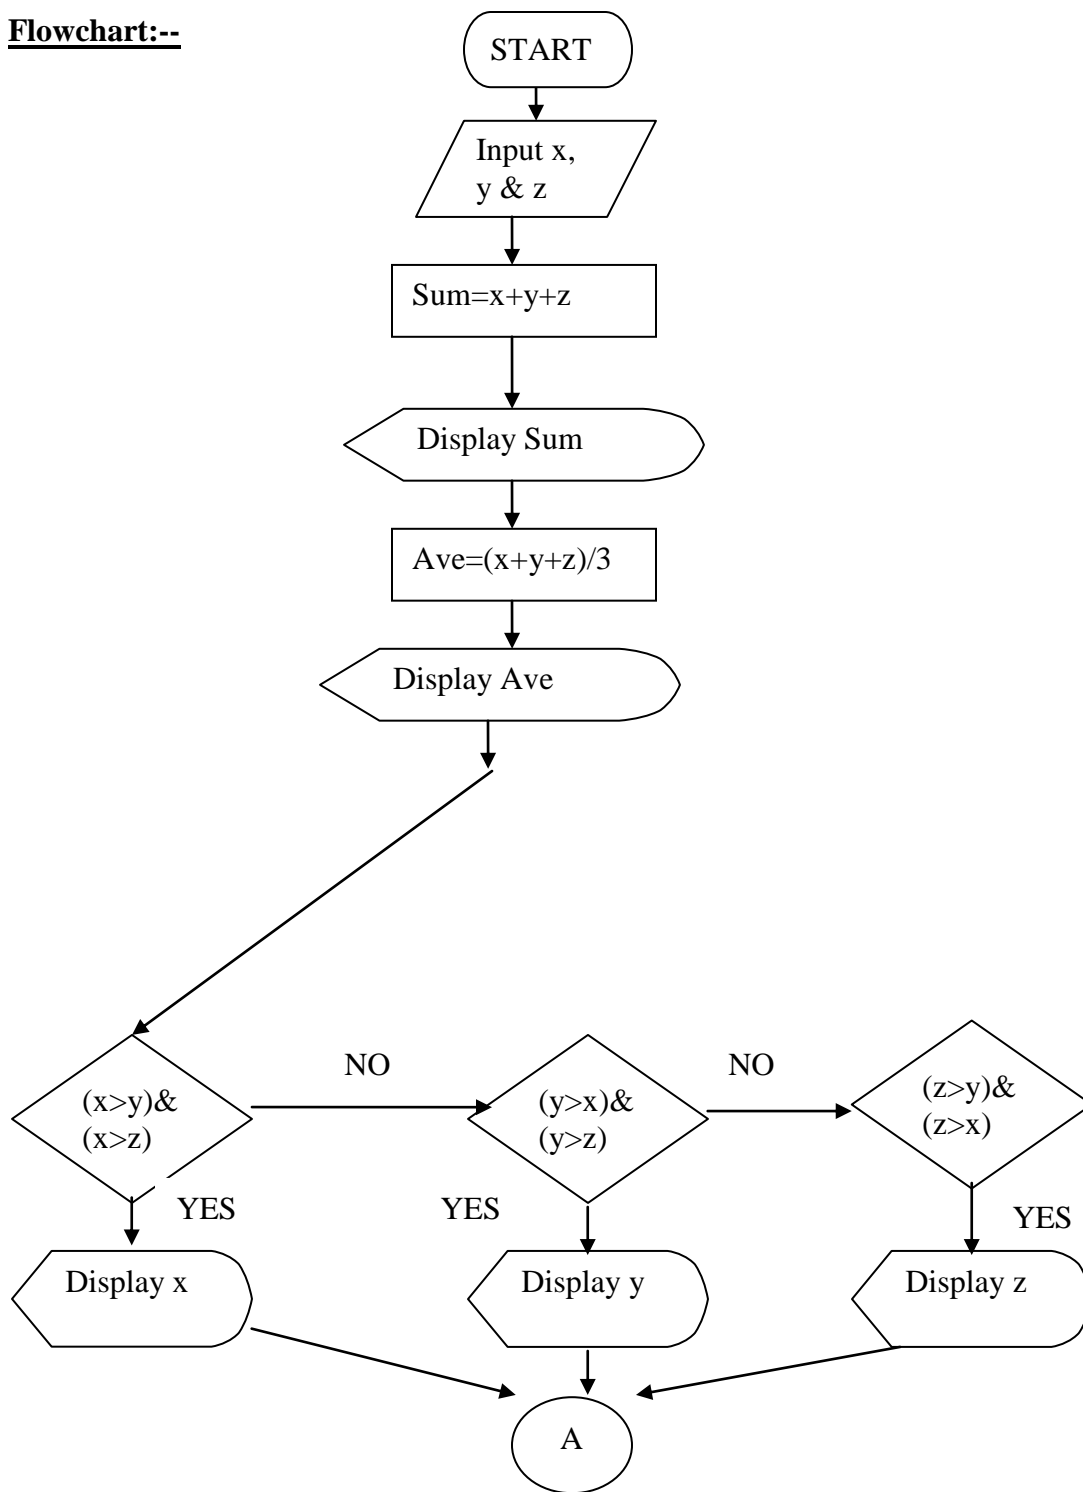 Flowchart:--
START
Input x,
y & z
Sum=x+y+z
Display Sum
Ave=(x+y+z)/3
Display Ave
NO
NO
(x>y)&
(x>z)
(y>x)&
(y>z)
(z>y)&
(z>x)
YES
YES
YES
Display x
Display y
Display z
A